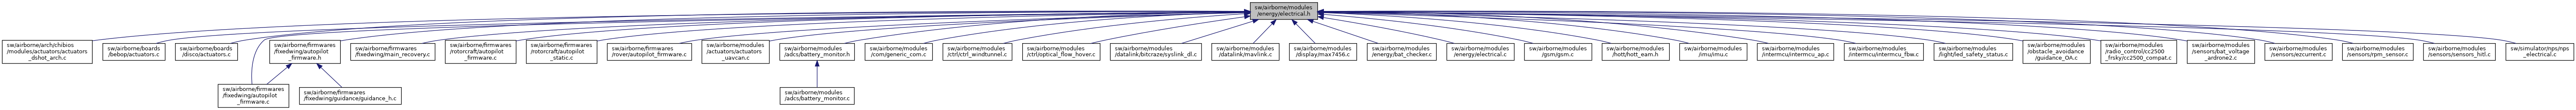 sw/airborne/modules
/energy/electrical.h
sw/airborne/arch/chibios
/modules/actuators/actuators
_dshot_arch.c
sw/airborne/boards
/bebop/actuators.c
sw/airborne/boards
/disco/actuators.c
sw/airborne/firmwares
/fixedwing/autopilot
_firmware.h
sw/airborne/firmwares
/fixedwing/main_recovery.c
sw/airborne/firmwares
/rotorcraft/autopilot
_firmware.c
sw/airborne/firmwares
/rotorcraft/autopilot
_static.c
sw/airborne/firmwares
/rover/autopilot_firmware.c
sw/airborne/modules
/actuators/actuators
_uavcan.c
sw/airborne/modules
/adcs/battery_monitor.h
sw/airborne/modules
/com/generic_com.c
sw/airborne/modules
/ctrl/ctrl_windtunnel.c
sw/airborne/modules
/ctrl/optical_flow_hover.c
sw/airborne/modules
/datalink/bitcraze/syslink_dl.c
sw/airborne/modules
/datalink/mavlink.c
sw/airborne/modules
/display/max7456.c
sw/airborne/modules
/energy/bat_checker.c
sw/airborne/modules
/energy/electrical.c
sw/airborne/modules
/gsm/gsm.c
sw/airborne/modules
/hott/hott_eam.h
sw/airborne/modules
/imu/imu.c
sw/airborne/modules
/intermcu/intermcu_ap.c
sw/airborne/modules
/intermcu/intermcu_fbw.c
sw/airborne/modules
/light/led_safety_status.c
sw/airborne/modules
/obstacle_avoidance
/guidance_OA.c
sw/airborne/modules
/radio_control/cc2500
_frsky/cc2500_compat.c
sw/airborne/modules
/sensors/bat_voltage
_ardrone2.c
sw/airborne/modules
/sensors/ezcurrent.c
sw/airborne/modules
/sensors/rpm_sensor.c
sw/airborne/modules
/sensors/sensors_hitl.c
sw/simulator/nps/nps
_electrical.c
sw/airborne/firmwares
/fixedwing/autopilot
_firmware.c
sw/airborne/firmwares
/fixedwing/guidance/guidance_h.c
sw/airborne/modules
/adcs/battery_monitor.c